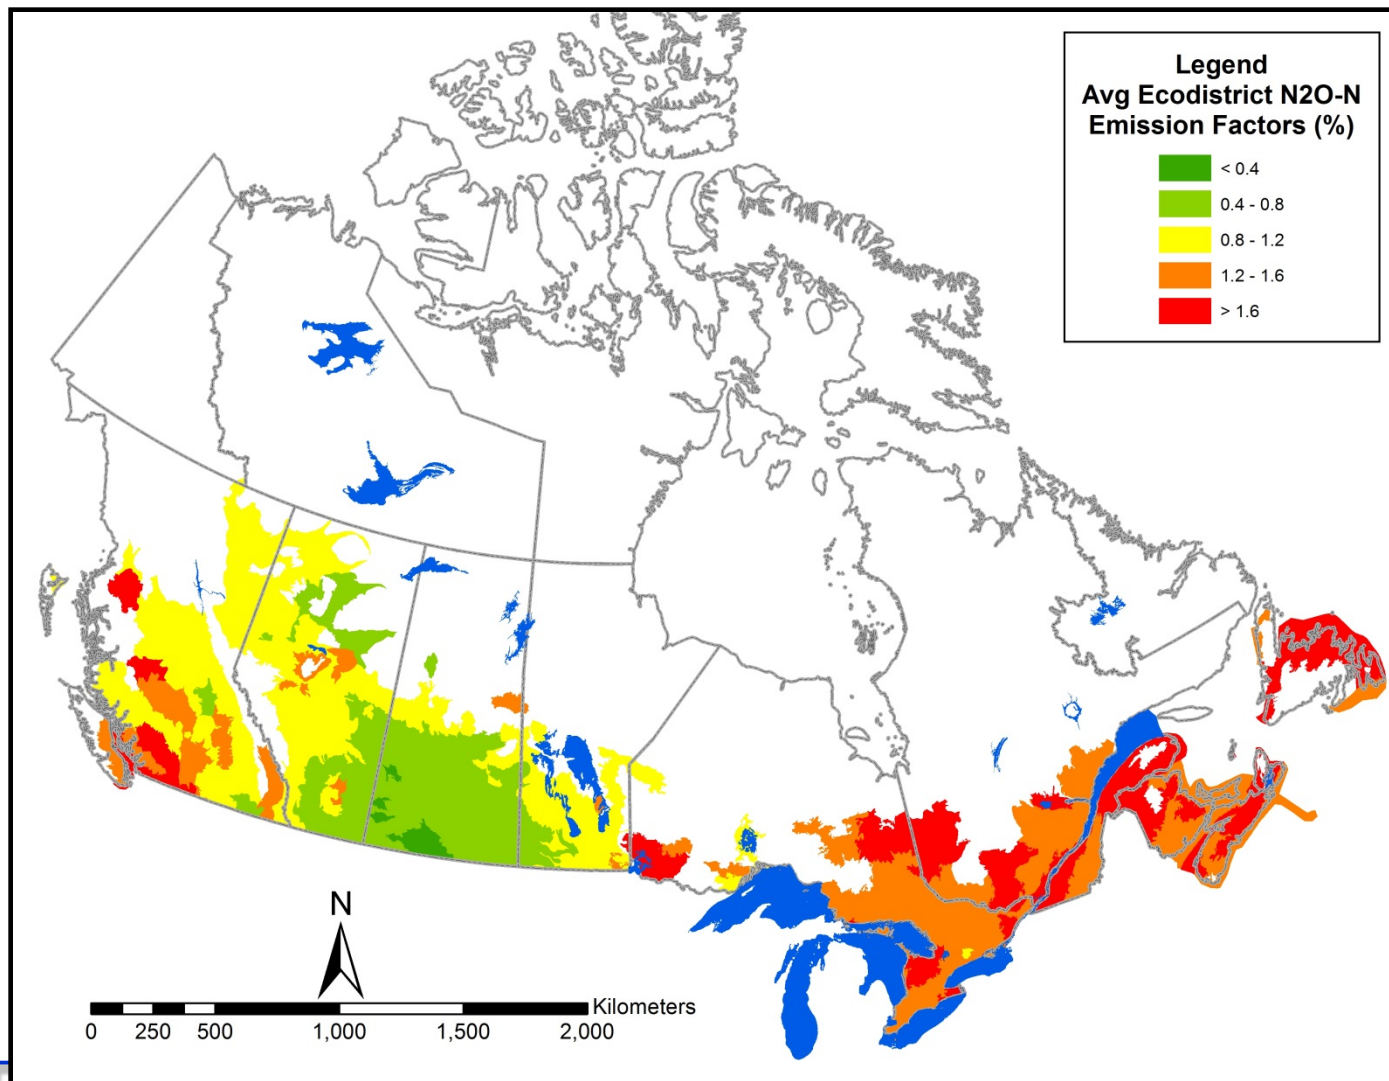 Legend
Avg Ecodistrict N2O-N
Emission Factors (%)
< 0.4
0.4 - 0.8
0.8 - 1.2
1.2 - 1.6
> 1.6
N
Kilometers
0 250 500 1,000 1,500 2,000